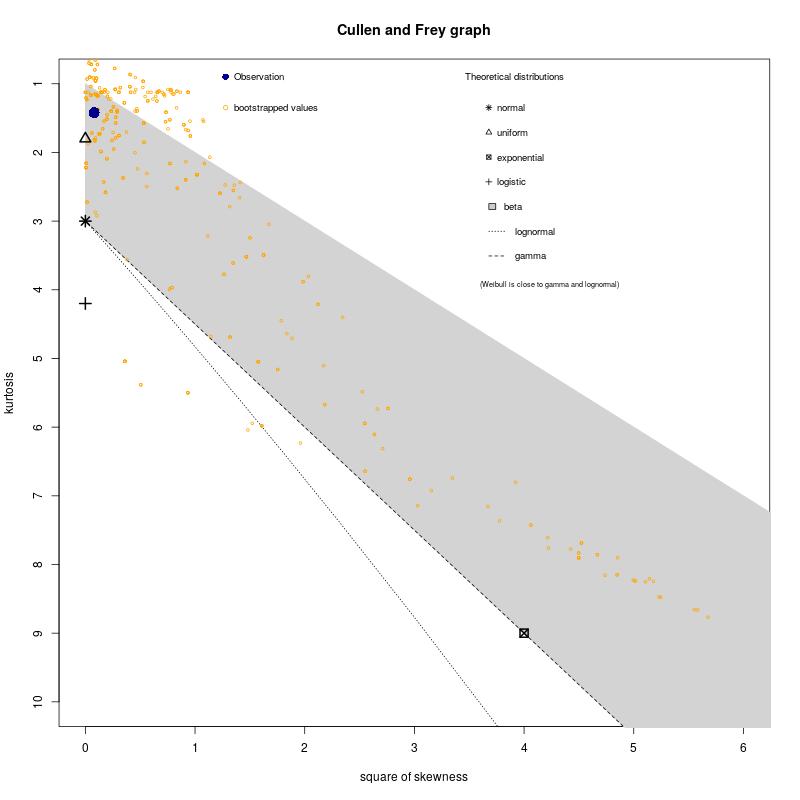 Cullen and Frey graph
Observation
bootstrapped values
Theoretical distributions
normal
uniform
exponential
logistic
beta
lognormal
gamma
(Weibull is close to gamma and lognormal)
kurtosis
1
2
3
4
5
6
7
8
9
10
0 1 2 3 4 5 6
square of skewness